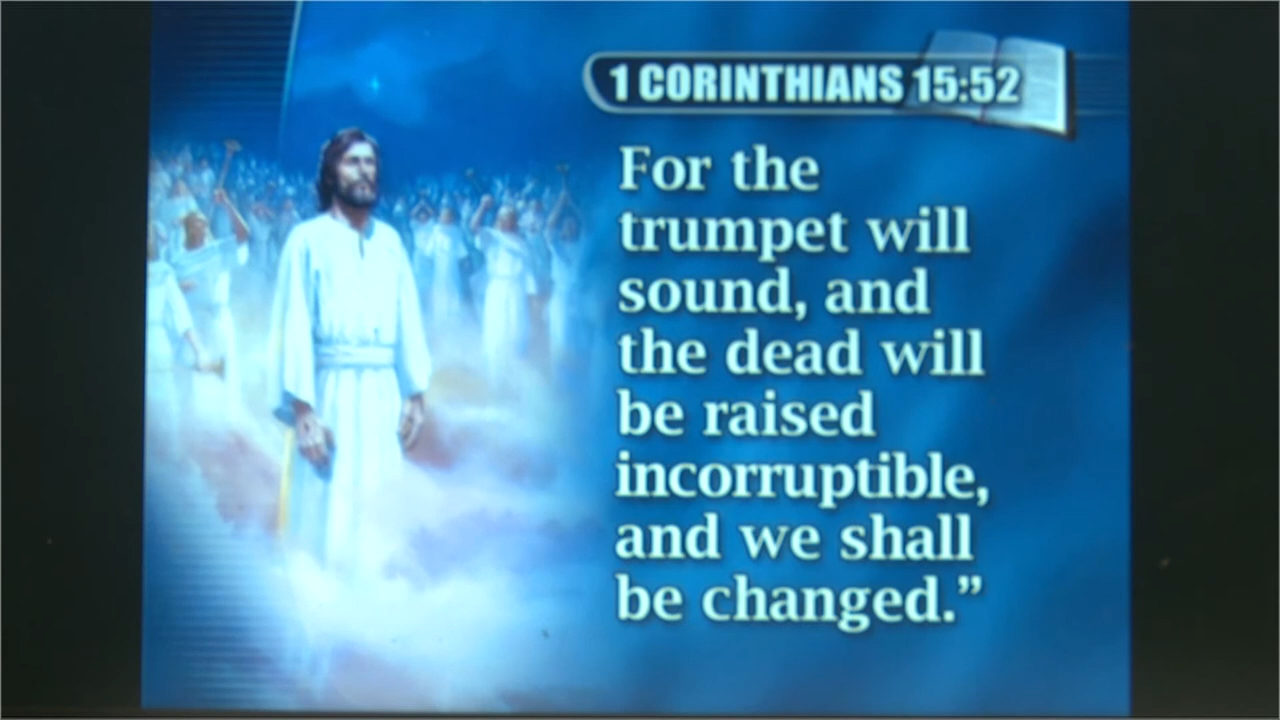 1 CORINTHIANS 15:52
For the
trumpet will
sound, and
the dead will
be raised
incorruptible,
and we shall
be changed.”